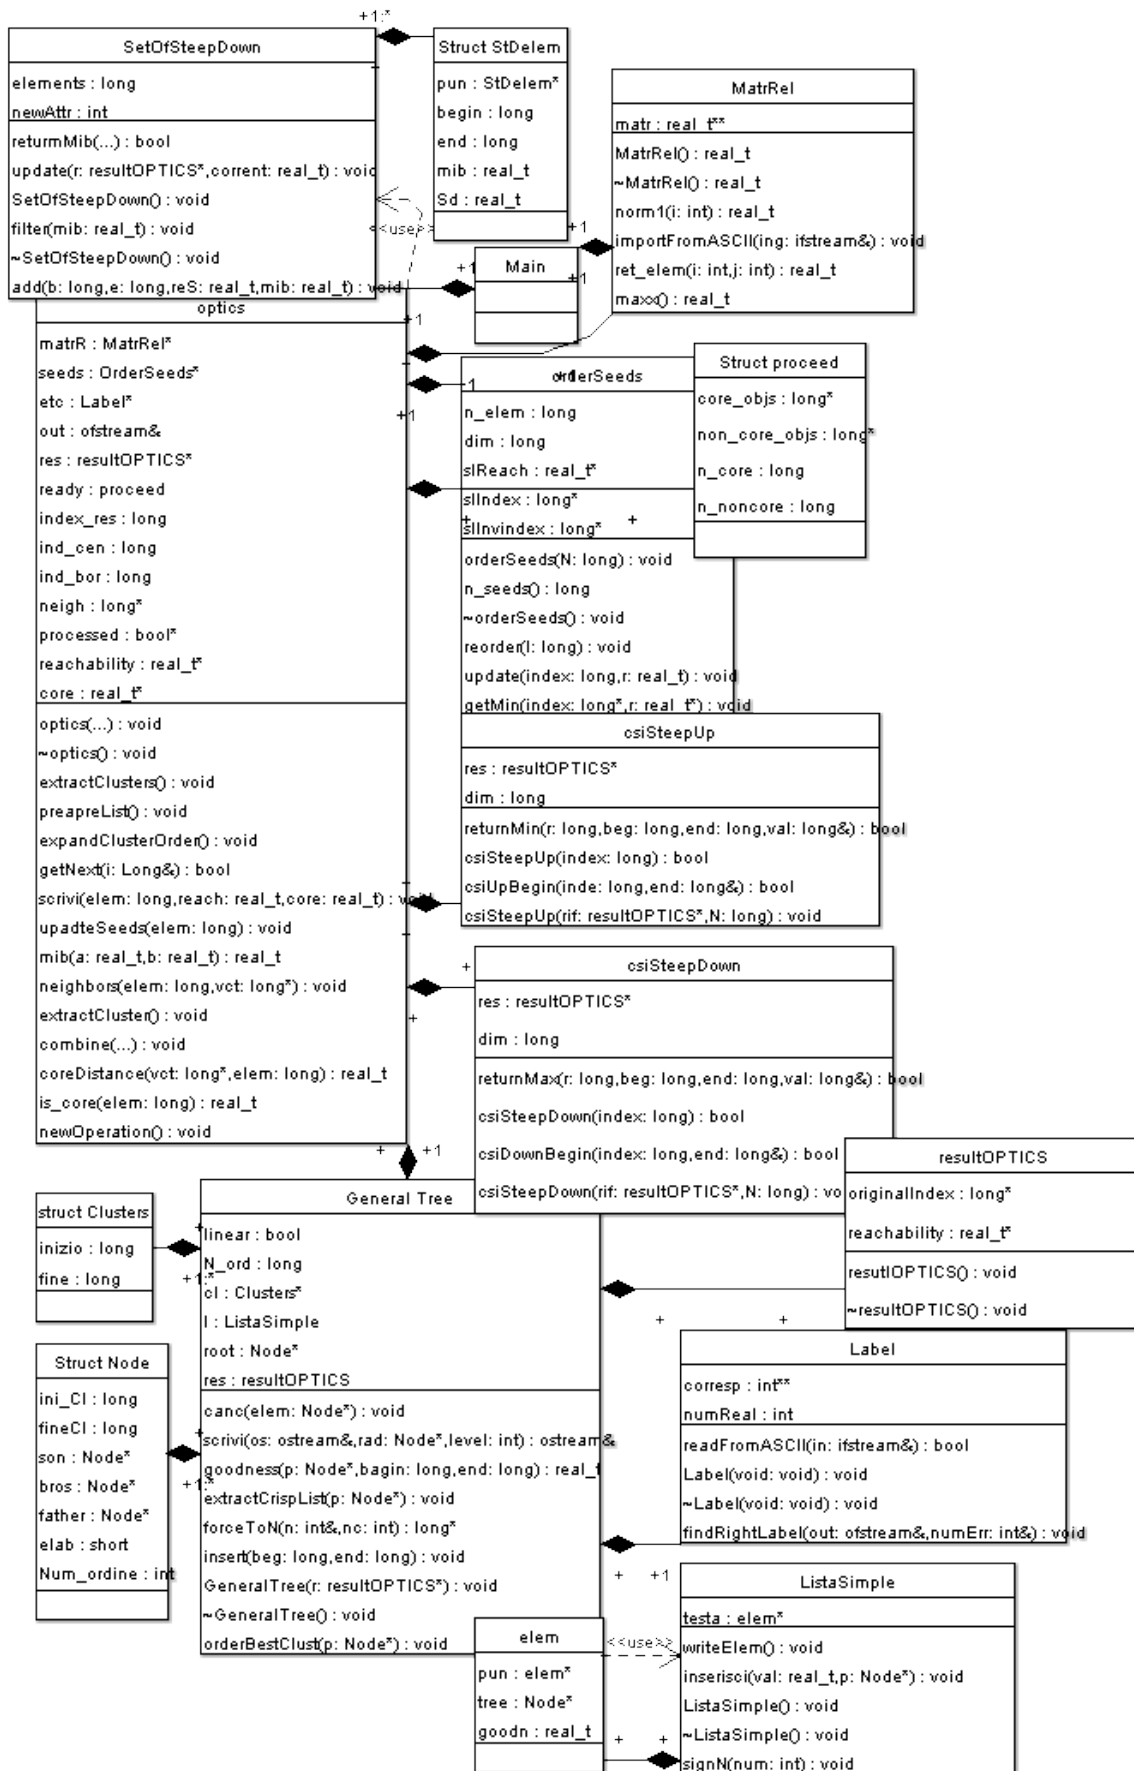 +1:*
SetOfSteepDown
elements : long
newAttr : int
returmMib(...) : bool
update(r: resultOPTICS*,corrent: real_t) : void
SetOfSteepDown() : void
filter(mib: real_t) : void
~SetOfSteepDown() : void
add(b: long,e: long,reS: real_t,mib: real_t) : void
Struct StDelem
pun : StDelem*
begin : long
end : long
mib : real_t
Sd : real_t
<<use>>
MatrRel
matr : real_t**
MatrRel() : real_t
~MatrRel() : real_t
norm1(i: int) : real_t
importFromASCII(ing: ifstream&) : void
ret_elem(i: int,j: int) : real_t
maxx() : real_t
+1
Main
+1
+1
optics
matrR : MatrRel*
seeds : OrderSeeds*
etc : Label*
out : ofstream&
res : resultOPTICS*
ready : proceed
index_res : long
ind_cen : long
ind_bor : long
neigh : long*
processed : bool*
reachability : real_t*
core : real_t*
optics(...) : void
~optics() : void
extractClusters() : void
preapreList() : void
expandClusterOrder() : void
getNext(i: Long&) : bool
scrivi(elem: long,reach: real_t,core: real_t) : void
upadteSeeds(elem: long) : void
mib(a: real_t,b: real_t) : real_t
neighbors(elem: long,vct: long*) : void
extractCluster() : void
combine(...) : void
coreDistance(vct: long*,elem: long) : real_t
is_core(elem: long) : real_t
newOperation() : void
+1
+1
orderSeeds
n_elem : long
dim : long
slReach : real_t*
slIndex : long*
slInvindex : long*
orderSeeds(N: long) : void
n_seeds() : long
~orderSeeds() : void
reorder(l: long) : void
update(index: long,r: real_t) : void
getMin(index: long*,r: real_t*) : void
Struct proceed
core_objs : long*
non_core_objs : long*
n_core : long
n_noncore : long
csiSteepUp
res : resultOPTICS*
dim : long
returnMin(r: long,beg: long,end: long,val: long&) : bool
csiSteepUp(index: long) : bool
csiUpBegin(inde: long,end: long&) : bool
csiSteepUp(rif: resultOPTICS*,N: long) : void
+
csiSteepDown
res : resultOPTICS*
dim : long
returnMax(r: long,beg: long,end: long,val: long&) : bool
csiSteepDown(index: long) : bool
csiDownBegin(index: long,end: long&) : bool
csiSteepDown(rif: resultOPTICS*,N: long) : vo
+
+ +1
resultOPTICS
originalIndex : long*
reachability : real_t*
resutlOPTICS() : void
~resultOPTICS() : void
struct Clusters
inizio : long
fine : long
+1:*
General Tree
linear : bool
N_ord : long
cl : Clusters*
l : ListaSimple
root : Node*
res : resultOPTICS
canc(elem: Node*) : void
scrivi(os: ostream&,rad: Node*,level: int) : ostream&
goodness(p: Node*,bagin: long,end: long) : real_t
extractCrispList(p: Node*) : void
forceToN(n: int&,nc: int) : long*
insert(beg: long,end: long) : void
GeneralTree(r: resultOPTICS*) : void
~GeneralTree() : void
orderBestClust(p: Node*) : void
Struct Node
ini_Cl : long
fineCl : long
son : Node*
bros : Node*
father : Node*
elab : short
Num_ordine : int
+1:*
+ +
Label
corresp : int**
numReal : int
readFromASCII(in: ifstream&) : bool
Label(void: void) : void
~Label(void: void) : void
findRightLabel(out: ofstream&,numErr: int&) : void
+ +1
elem
pun : elem*
tree : Node*
goodn : real_t
<<use>>
+ +
ListaSimple
testa : elem*
writeElem() : void
inserisci(val: real_t,p: Node*) : void
ListaSimple() : void
~ListaSimple() : void
signN(num: int) : void